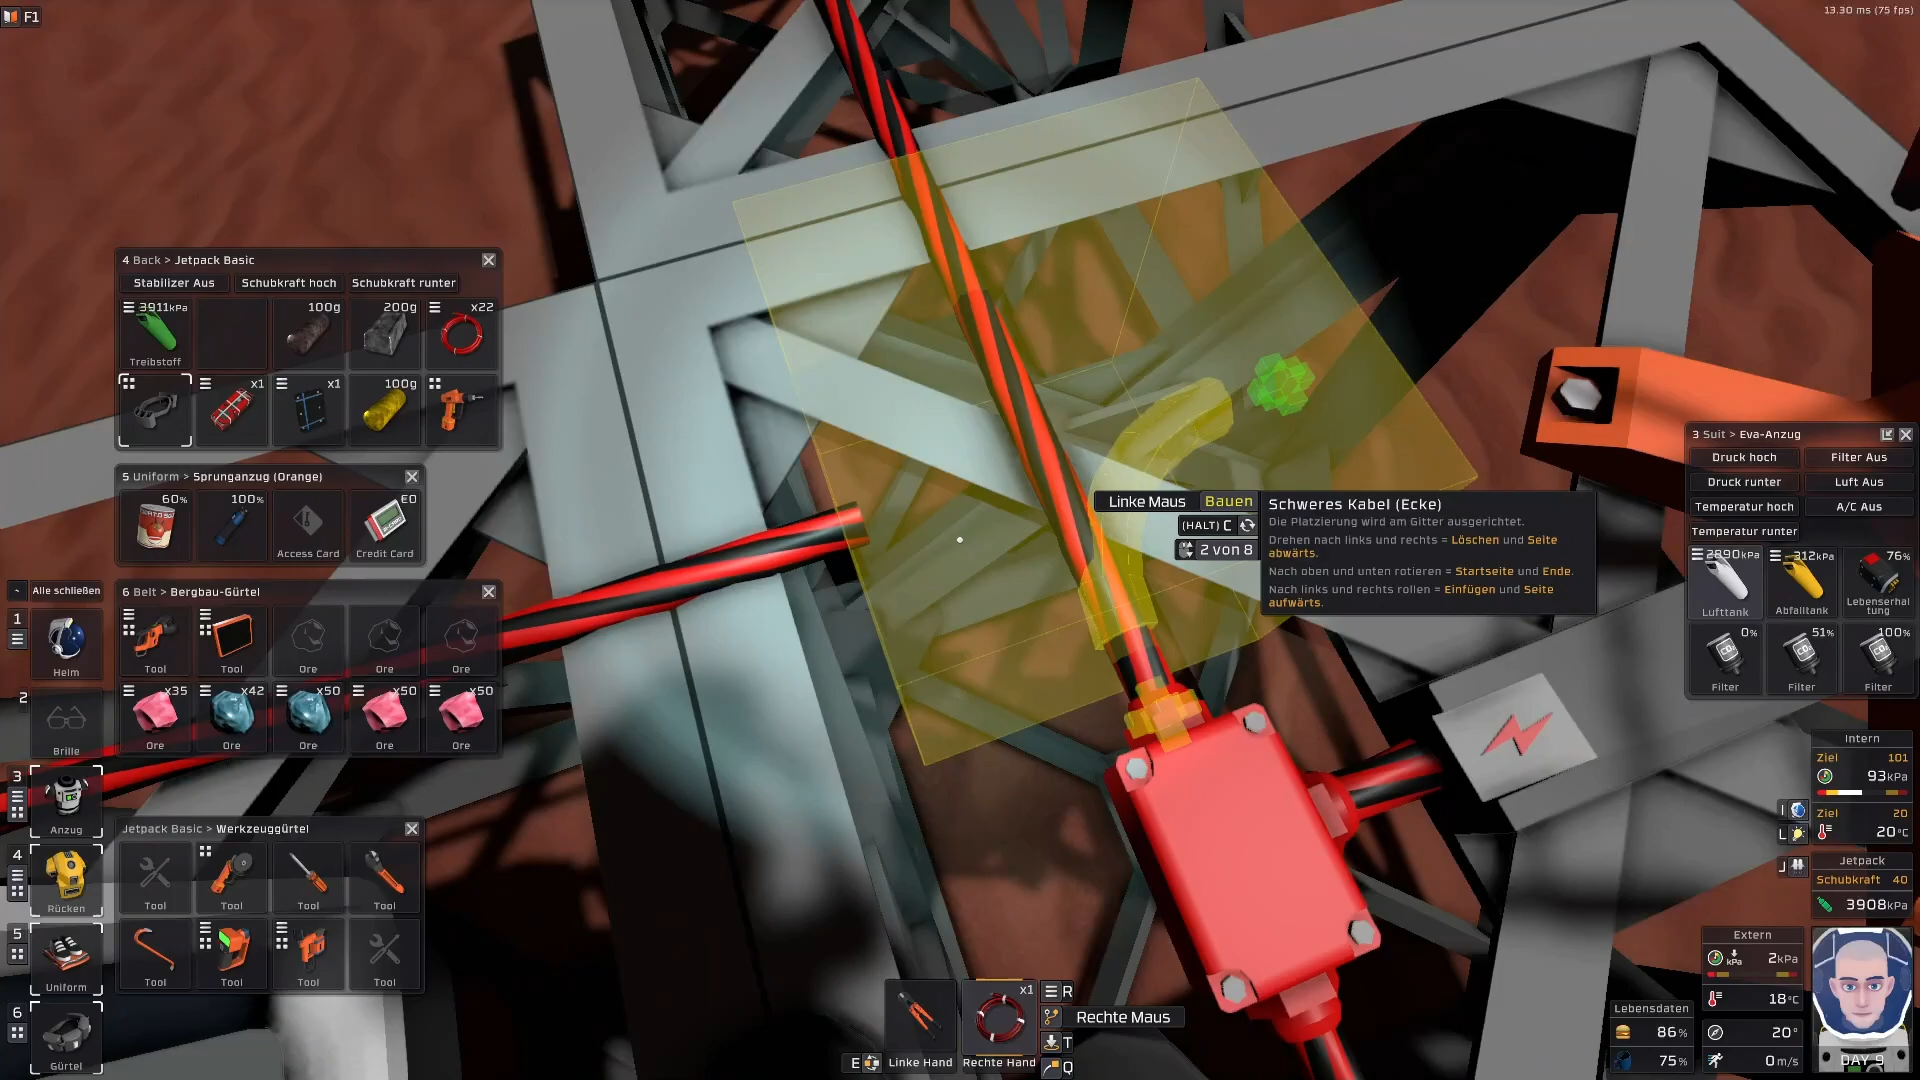 F1
13.30 ms (75 fps)
4 Back > Jetpack Basic
Stabilizer Aus
Schubkraft hoch
Schubkraft runter
3911kPa
100g
200g
x22
Treibstoff
x1
x1
100g
5 Uniform > Sprunganzug (Orange)
60%
100%
€0
Access Card
Credit Card
6 Belt > Bergbau-Gürtel
Tool
Tool
Ore
Ore
Ore
x35
x42
x50
x50
x50
Ore
Ore
Ore
Ore
Ore
Jetpack Basic > Werkzeuggürtel
Tool
Tool
Tool
Tool
Tool
Tool
Tool
Tool
Alle schließen
1
Helm
2
Brille
3
Anzug
4
Rücken
5
Uniform
6
Gürtel
Linke Maus
Bauen
(HALT) C
2 von 8
Schweres Kabel (Ecke)
Die Platzierung wird am Gitter ausgerichtet.
Drehen nach links und rechts = Löschen und Seite
abwärts.
Nach oben und unten rotieren = Startseite und Ende.
Nach links und rechts rollen = Einfügen und Seite
aufwärts.
3 Suit > Eva-Anzug
Druck hoch
Filter Aus
Druck runter
Luft Aus
Temperatur hoch
A/C Aus
Temperatur runter
2890kPa
312kPa
76%
Lufttank
Abfalltank
Lebenserhal
tung
0%
51%
100%
Filter
Filter
Filter
Intern
Ziel 101
93kPa
Ziel 20
20°C
I
L
J
Jetpack
Schubkraft 40
3908kPa
Extern
kPa
2kPa
18°C
20°
0m/s
Lebensdaten
86%
75%
DAY 9
E
Linke Hand
x1
Rechte Hand
R
Rechte Maus
T
Q